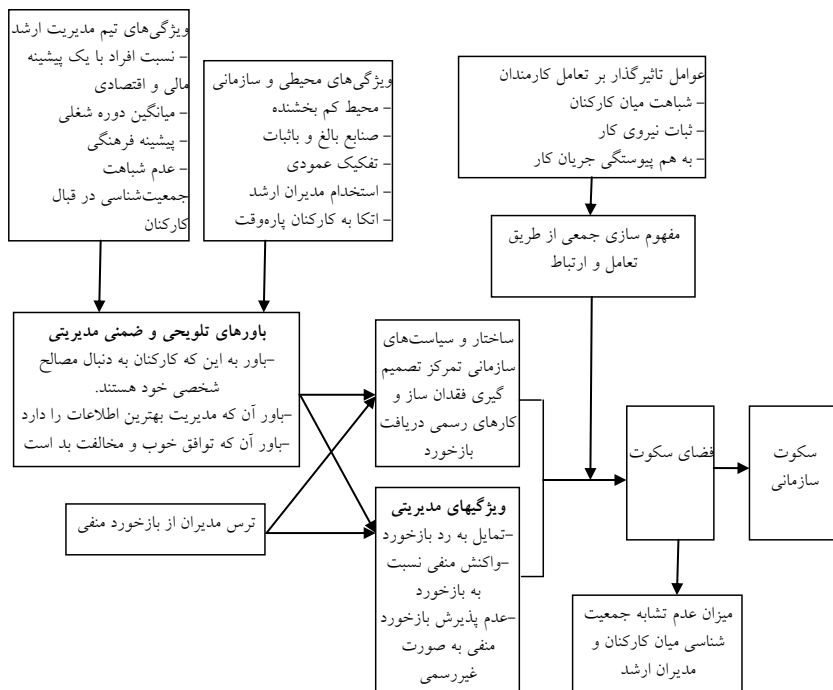 ویژگی‌های تیم مدیریت ارشد
– نسبت افراد با یک پیشینه
مالی و اقتصادی
– میانگین دوره شغلی
– پیشینه فرهنگی
– عدم شباهت
جمعیت‌شناسی در قبال
کارکنان
ویژگی‌های محیطی و سازمانی
– محیط کم بخشنده
– صنایع بالغ و باثبات
– تفکیک عمودی
– استخدام مدیران ارشد
– اتکا به کارکنان پاره‌وقت
عوامل تاثیرگذار بر تعامل کارمندان
– شباهت میان کارکنان
– ثبات نیروی کار
– به هم پیوستگی جریان کار
مفهوم سازی جمعی از طریق
تعامل و ارتباط
باورهای تلویحی و ضمنی مدیریتی
–باور به این که کارکنان به دنبال مصالح
شخصی خود هستند.
–باور آن که مدیریت بهترین اطلاعات را دارد
–باور آن که توافق خوب و مخالفت بد است
ساختار و سیاست‌های
سازمانی تمرکز تصمیم
گیری فقدان ساز و
کارهای رسمی دریافت
بازخورد
ترس مدیران از بازخورد منفی
ویژگیهای مدیریتی
–تمایل به رد بازخورد
–واکنش منفی نسبت
به بازخورد
–عدم پذیرش بازخورد
منفی به صورت
غیررسمی
فضای سکوت
سکوت
سازمانی
میزان عدم تشابه جمعیت
شناسی میان کارکنان و
مدیران ارشد